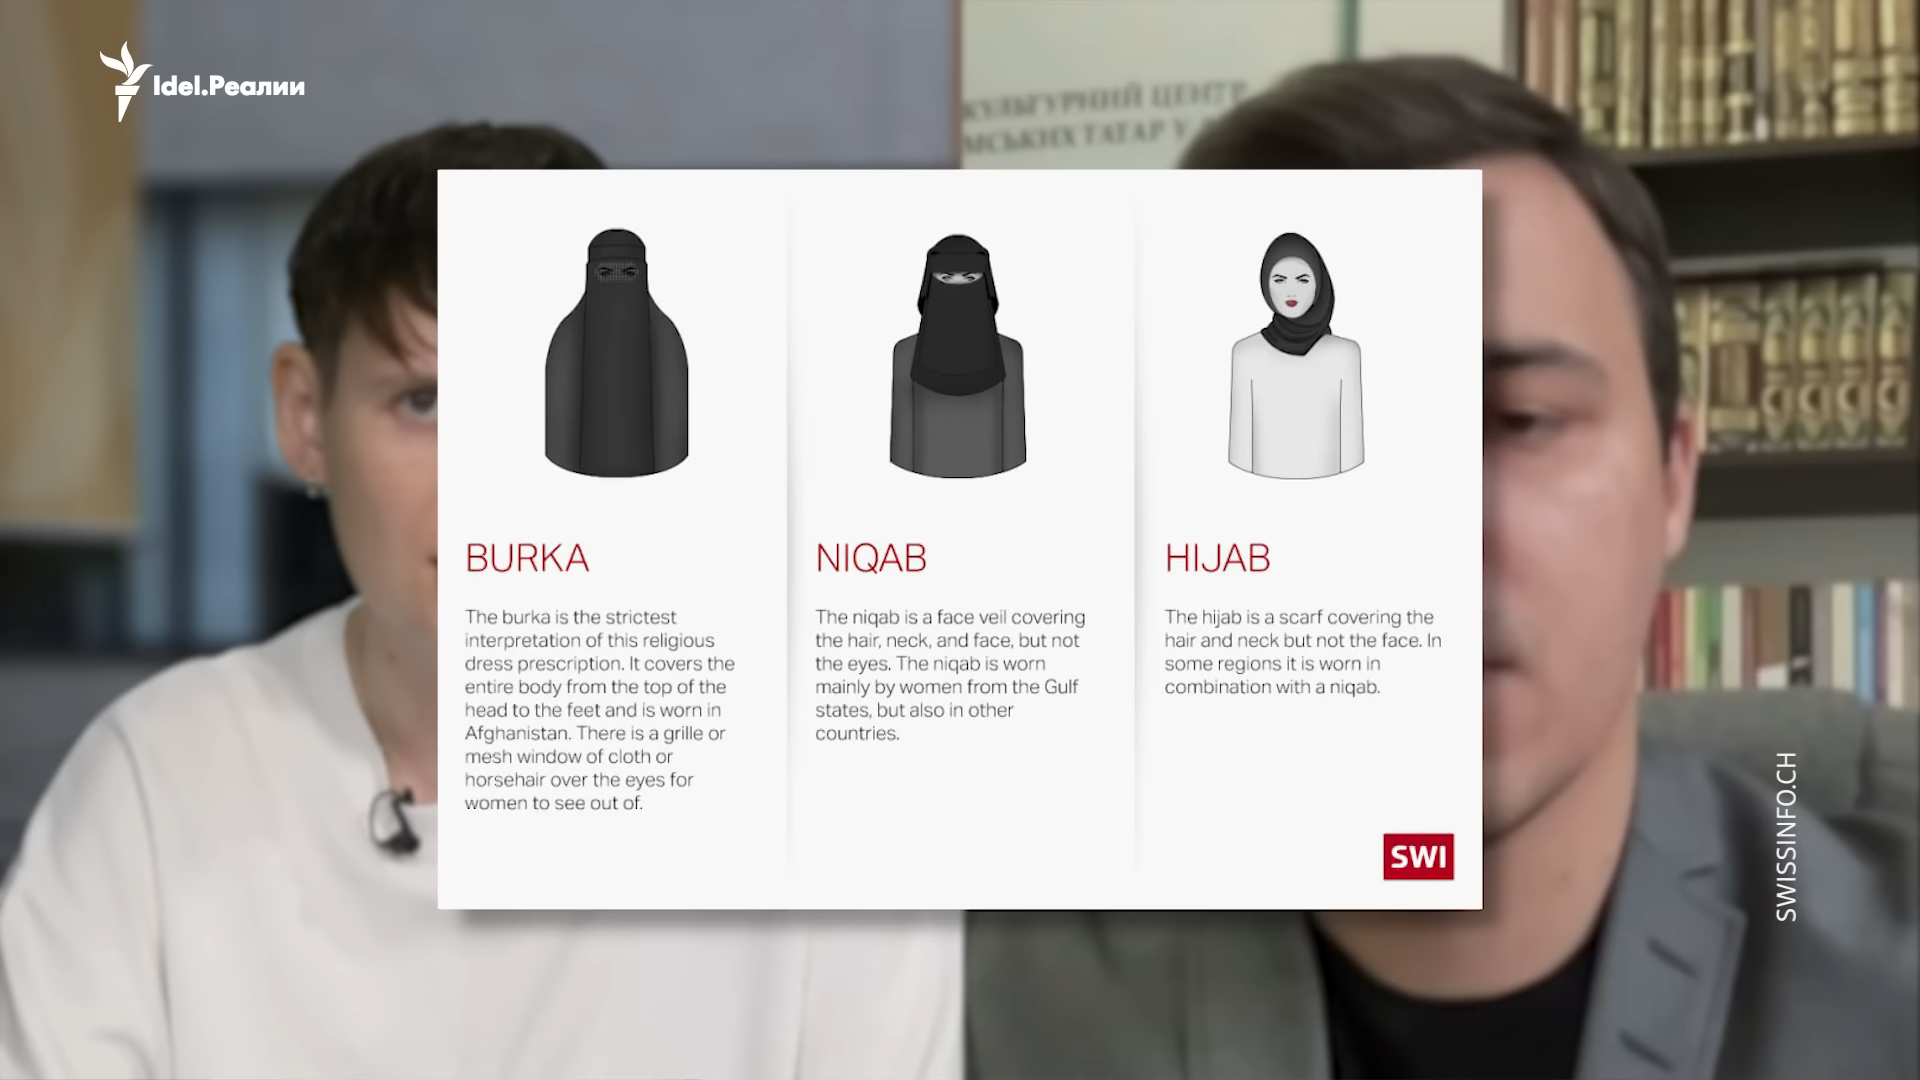 Idel.Реалии
КУЛЬТУРНИЙ ЦЕНТР
МСЬКИХ ТАТАР У
BURKA
The burka is the strictest
interpretation of this religious
dress prescription. It covers the
entire body from the top of the
head to the feet and is worn in
Afghanistan. There is a grille or
mesh window of cloth or
horsehair over the eyes for
women to see out of.
NIQAB
The niqab is a face veil covering
the hair, neck, and face, but not
the eyes. The niqab is worn
mainly by women from the Gulf
states, but also in other
countries.
HIJAB
The hijab is a scarf covering the
hair and neck but not the face. In
some regions it is worn in
combination with a niqab.
SWI
SWISSINFO.CH